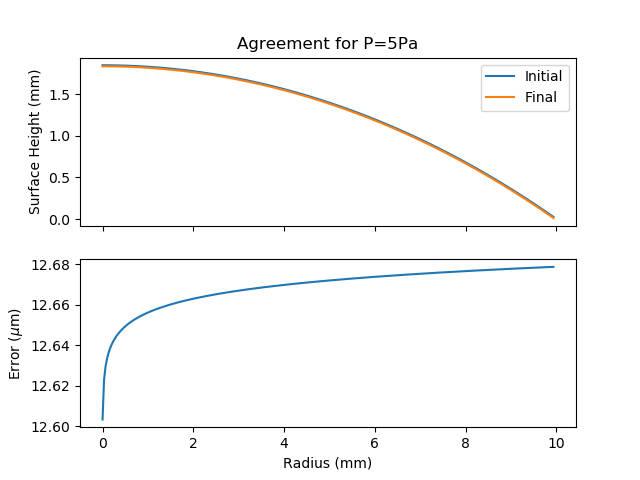 Agreement for P=5Pa
Surface Height (mm)
1.5
1.0
0.5
0.0
Initial
Final
Error (μm)
12.68
12.66
12.64
12.62
12.60
0 2 4 6 8 10
Radius (mm)